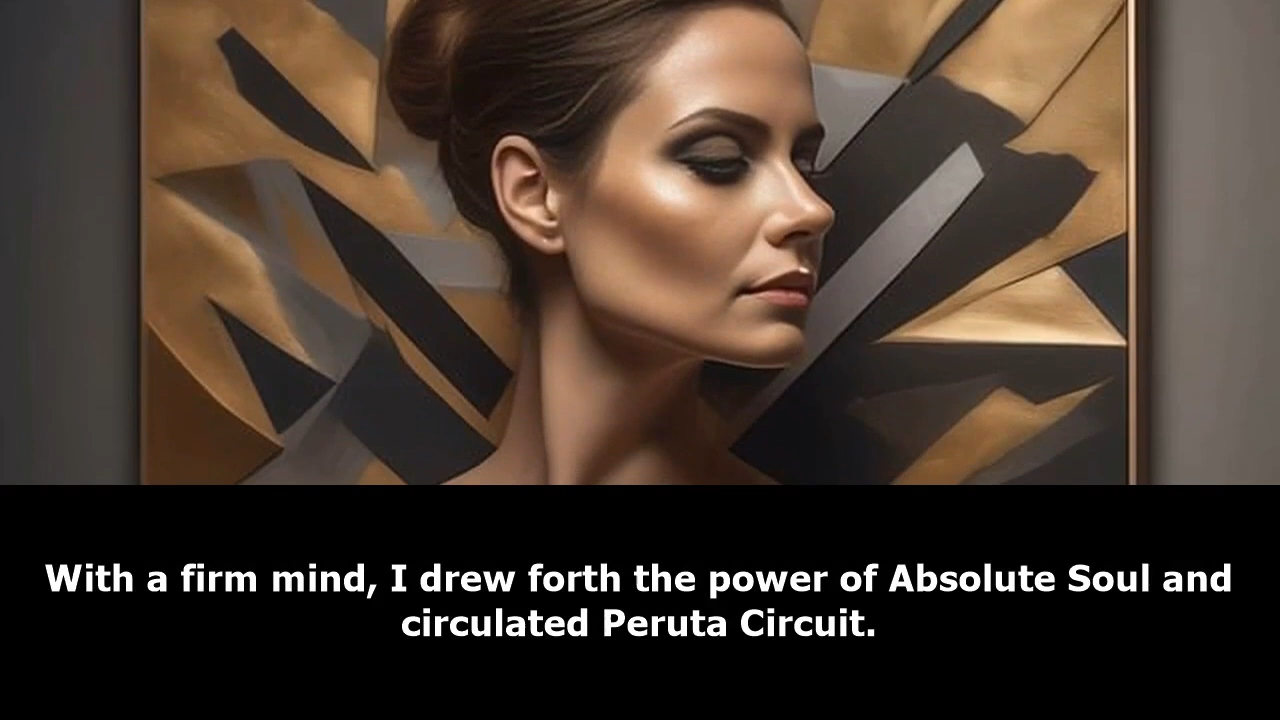 With a firm mind, I drew forth the power of Absolute Soul and
circulated Peruta Circuit.